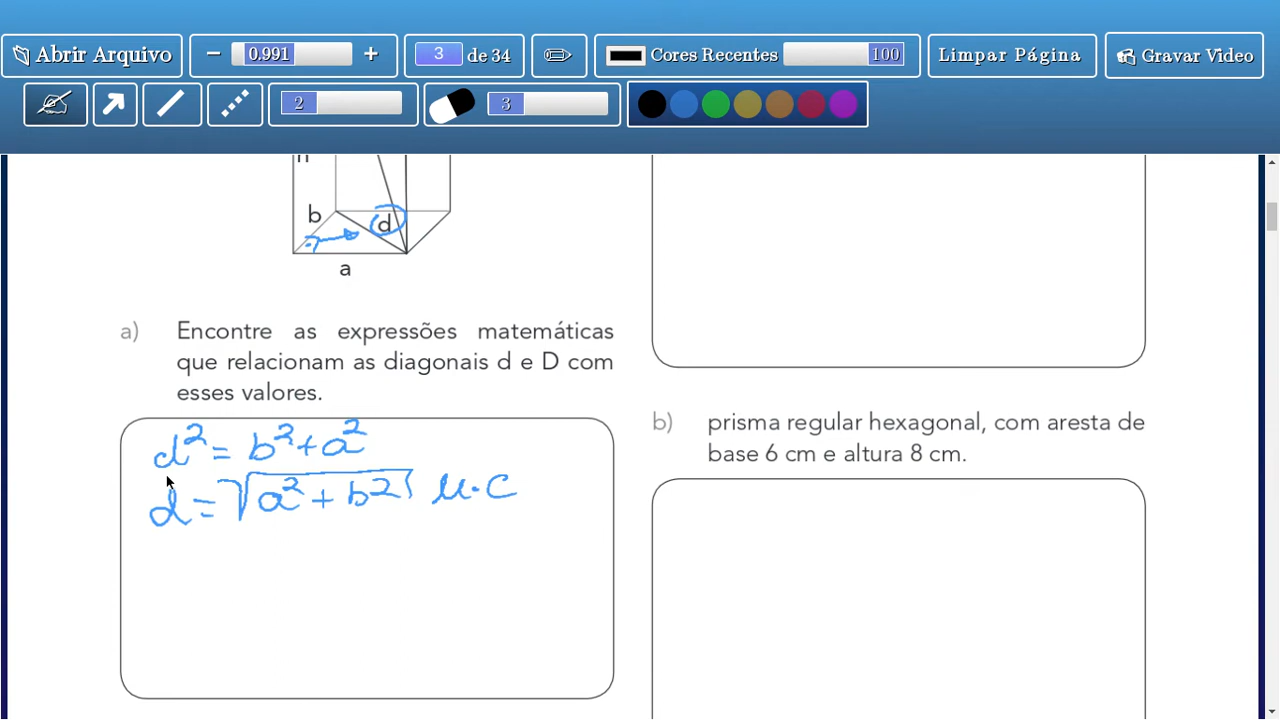 Abrir Arquivo
− 0.991 +
3 de 34
Cores Recentes 100
Limpar Página
Gravar Video
2
3
b
d
a
a) Encontre as expressões matemáticas
que relacionam as diagonais d e D com
esses valores.
d² = b² + a²
d = √a² + b² u.c
b) prisma regular hexagonal, com aresta de
base 6 cm e altura 8 cm.